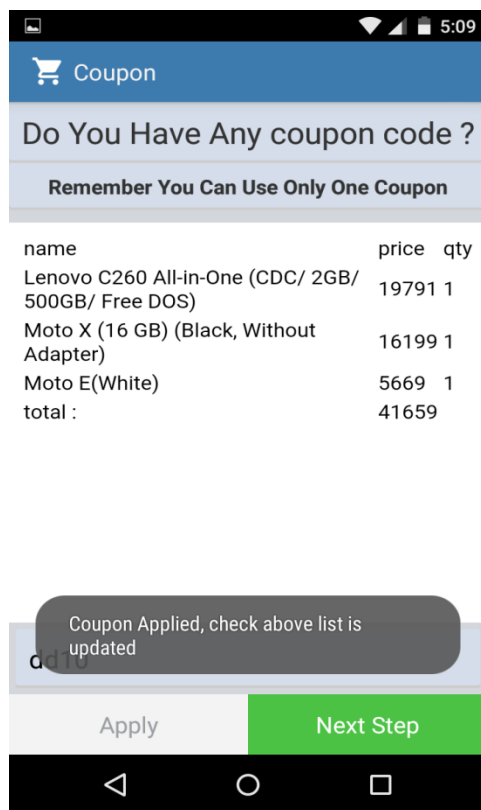 5:09
Coupon
Do You Have Any coupon code ?
Remember You Can Use Only One Coupon
name price qty
Lenovo C260 All-in-One (CDC/ 2GB/
500GB/ Free DOS) 19791 1
Moto X (16 GB) (Black, Without
Adapter) 16199 1
Moto E(White) 5669 1
total : 41659
Coupon Applied, check above list is
updated
dd10
Apply Next Step